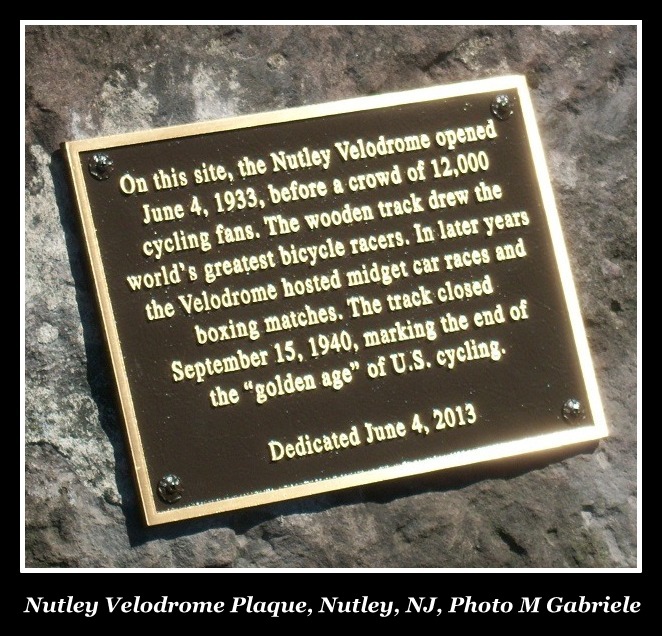 On this site, the Nutley Velodrome opened
June 4, 1933, before a crowd of 12,000
cycling fans. The wooden track drew the
world's greatest bicycle racers. In later years
the Velodrome hosted midget car races and
boxing matches. The track closed
September 15, 1940, marking the end of
the “golden age” of U.S. cycling.
Dedicated June 4, 2013
Nutley Velodrome Plaque, Nutley, NJ, Photo M Gabriele